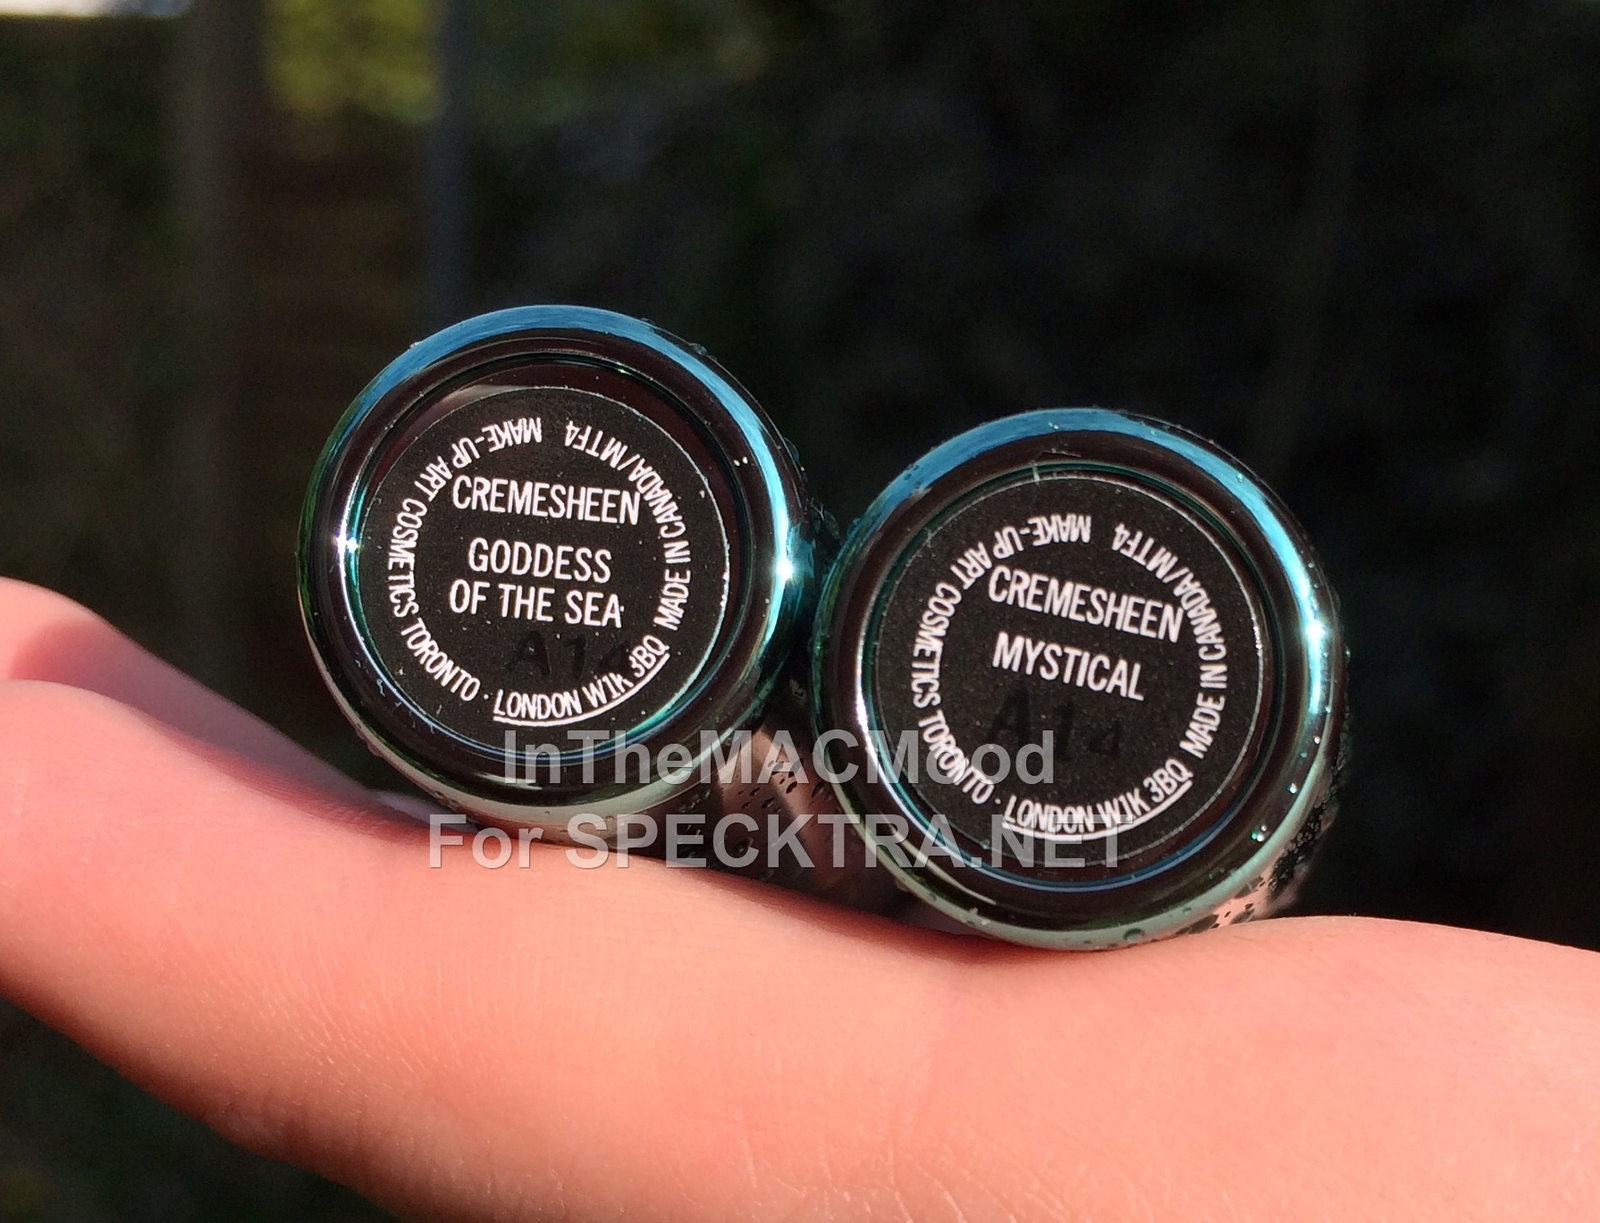 MAKE-UP ART COSMETICS TORONTO · LONDON W1K 3BQ MADE IN CANADA/MTF4
CREMESHEEN
GODDESS
OF THE SEA
A14
MAKE-UP ART COSMETICS TORONTO · LONDON W1K 3BQ MADE IN CANADA/MTF4
CREMESHEEN
MYSTICAL
A14
InTheMACMood
For SPECKTRA.NET